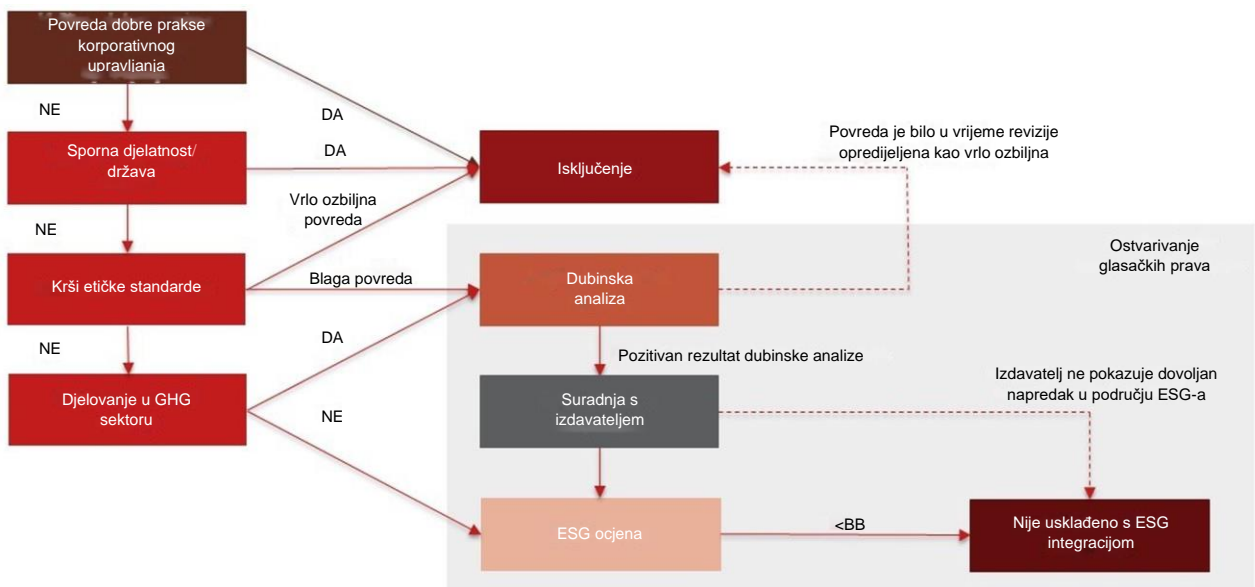 Povreda dobre prakse
korporativnog
upravljanja
NE
DA
Sporna djelatnost/
država
DA
Isključenje
Povreda je bilo u vrijeme revizije
opredijeljena kao vrlo ozbiljna
Vrlo ozbiljna
povreda
NE
Ostvarivanje
glasačkih prava
Krši etičke standarde
Blaga povreda
Dubinska
analiza
NE
DA
Pozitivan rezultat dubinske analize
Izdavatelj ne pokazuje dovoljan
napredak u području ESG-a
Djelovanje u GHG
sektoru
NE
Suradnja s
izdavateljem
ESG ocjena
<BB
Nije usklađeno s ESG
integracijom